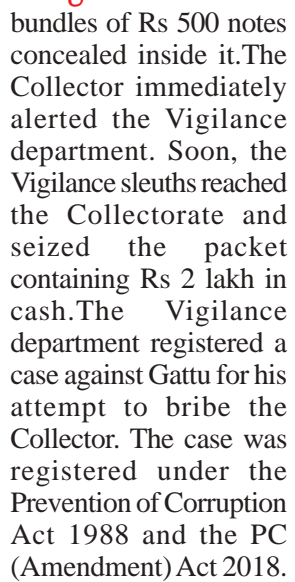 bundles of Rs 500 notes
concealed inside it.The
Collector immediately
alerted the Vigilance
department. Soon, the
Vigilance sleuths reached
the Collectorate and
seized the packet
containing Rs 2 lakh in
cash.The Vigilance
department registered a
case against Gattu for his
attempt to bribe the
Collector. The case was
registered under the
Prevention of Corruption
Act 1988 and the PC
(Amendment) Act 2018.